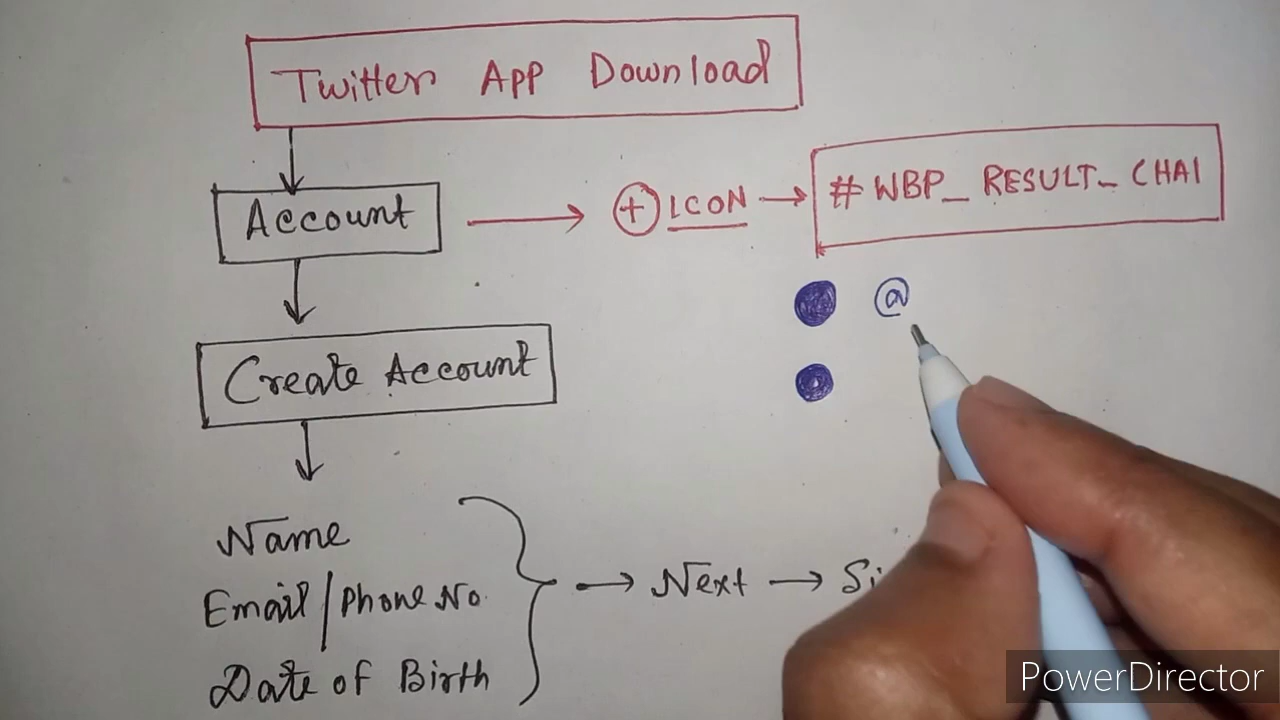 Twitter App Download
Account → + ICON → #WBP_RESULT_CHAI
@
Create Account
Name
Email/Phone No.
Date of Birth
→ Next →
PowerDirector